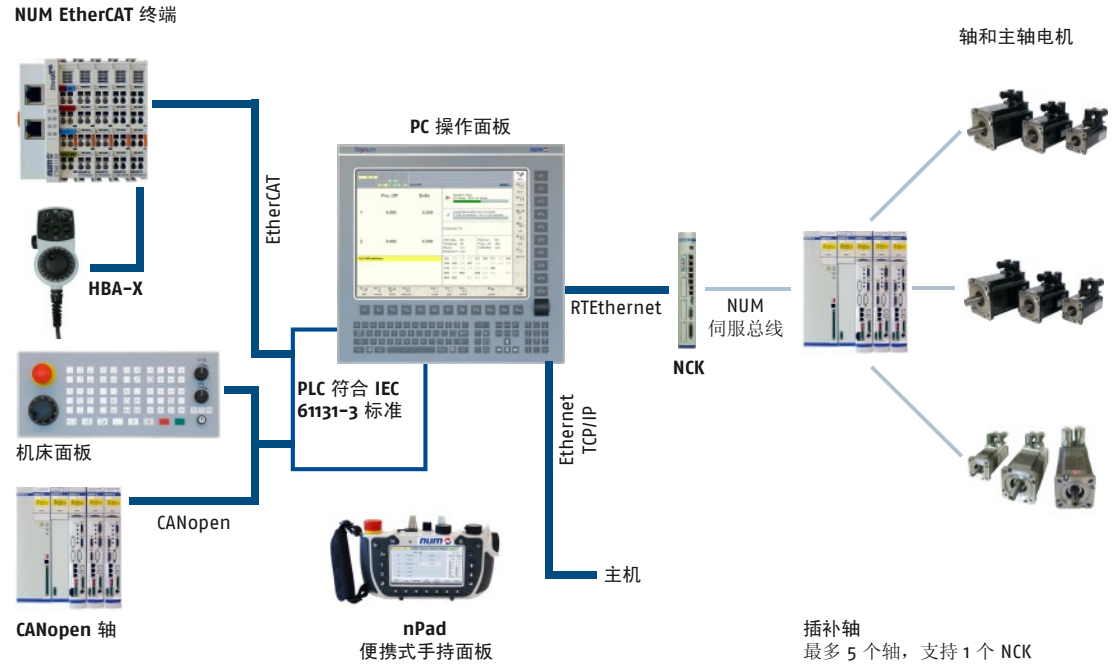 NUM EtherCAT 终端
轴和主轴电机
PC 操作面板
num
EtherCAT
HBA-X
RTEthernet
NUM
伺服总线
NCK
PLC 符合 IEC
61131-3 标准
Ethernet
TCP/IP
机床面板
CANopen
num
主机
CANopen 轴
nPad
便携式手持面板
插补轴
最多 5 个轴，支持 1 个 NCK